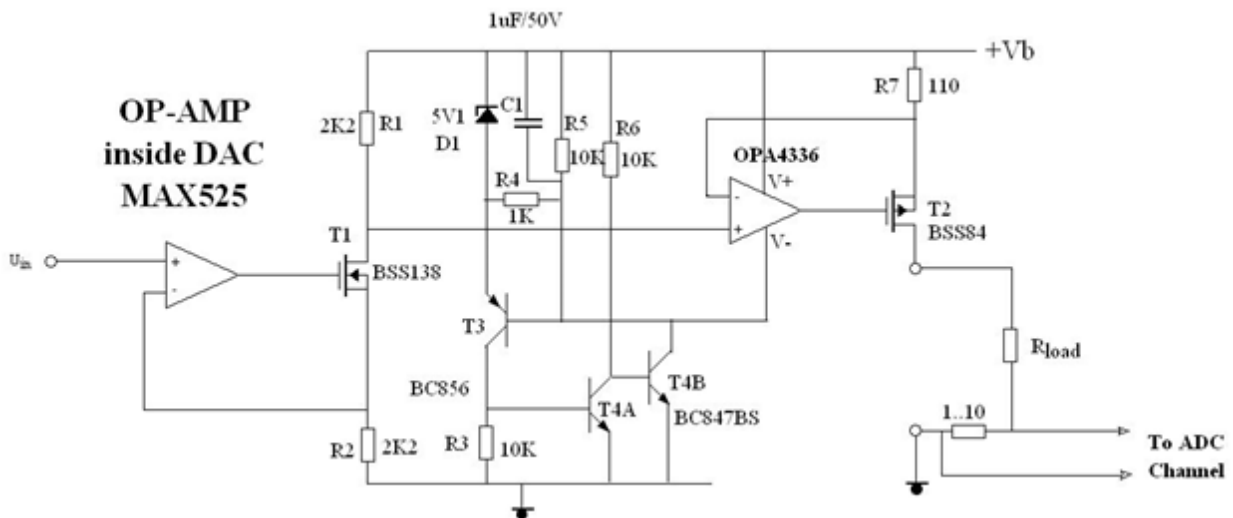 1uF/50V
+Vb
OP-AMP
inside DAC
MAX525
2K2
R1
5V1
D1
C1
R5
10K
R6
10K
R7
110
OPA4336
R4
1K
V+
-
+
V-
T2
BSS84
T1
BSS138
Uin
+
-
T3
BC856
T4A
T4B
BC847BS
Rload
R2
2K2
R3
10K
1..10
To ADC
Channel